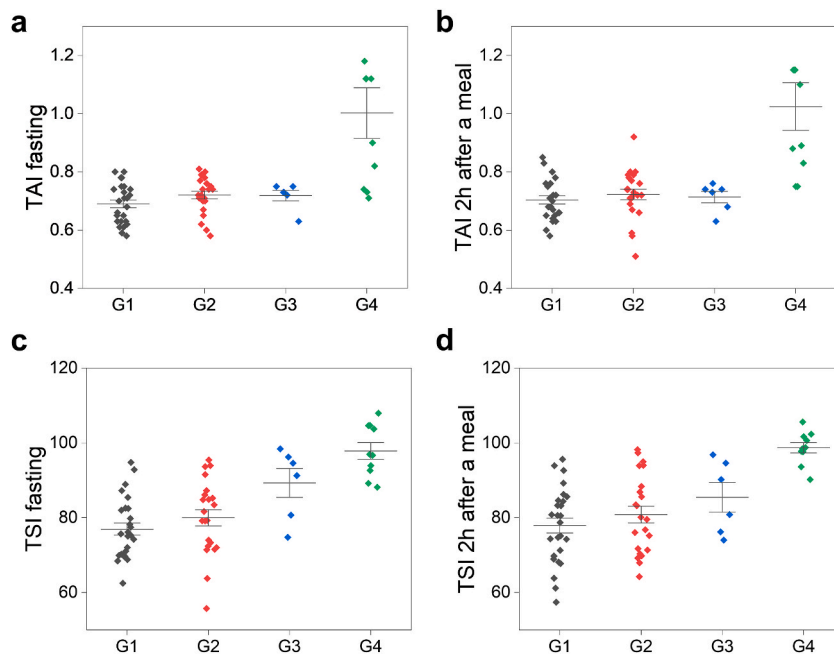 a
TAI fasting
1.2
1.0
0.8
0.6
0.4
G1 G2 G3 G4
b
TAI 2h after a meal
1.2
1.0
0.8
0.6
0.4
G1 G2 G3 G4
c
TSI fasting
120
100
80
60
G1 G2 G3 G4
d
TSI 2h after a meal
120
100
80
60
G1 G2 G3 G4